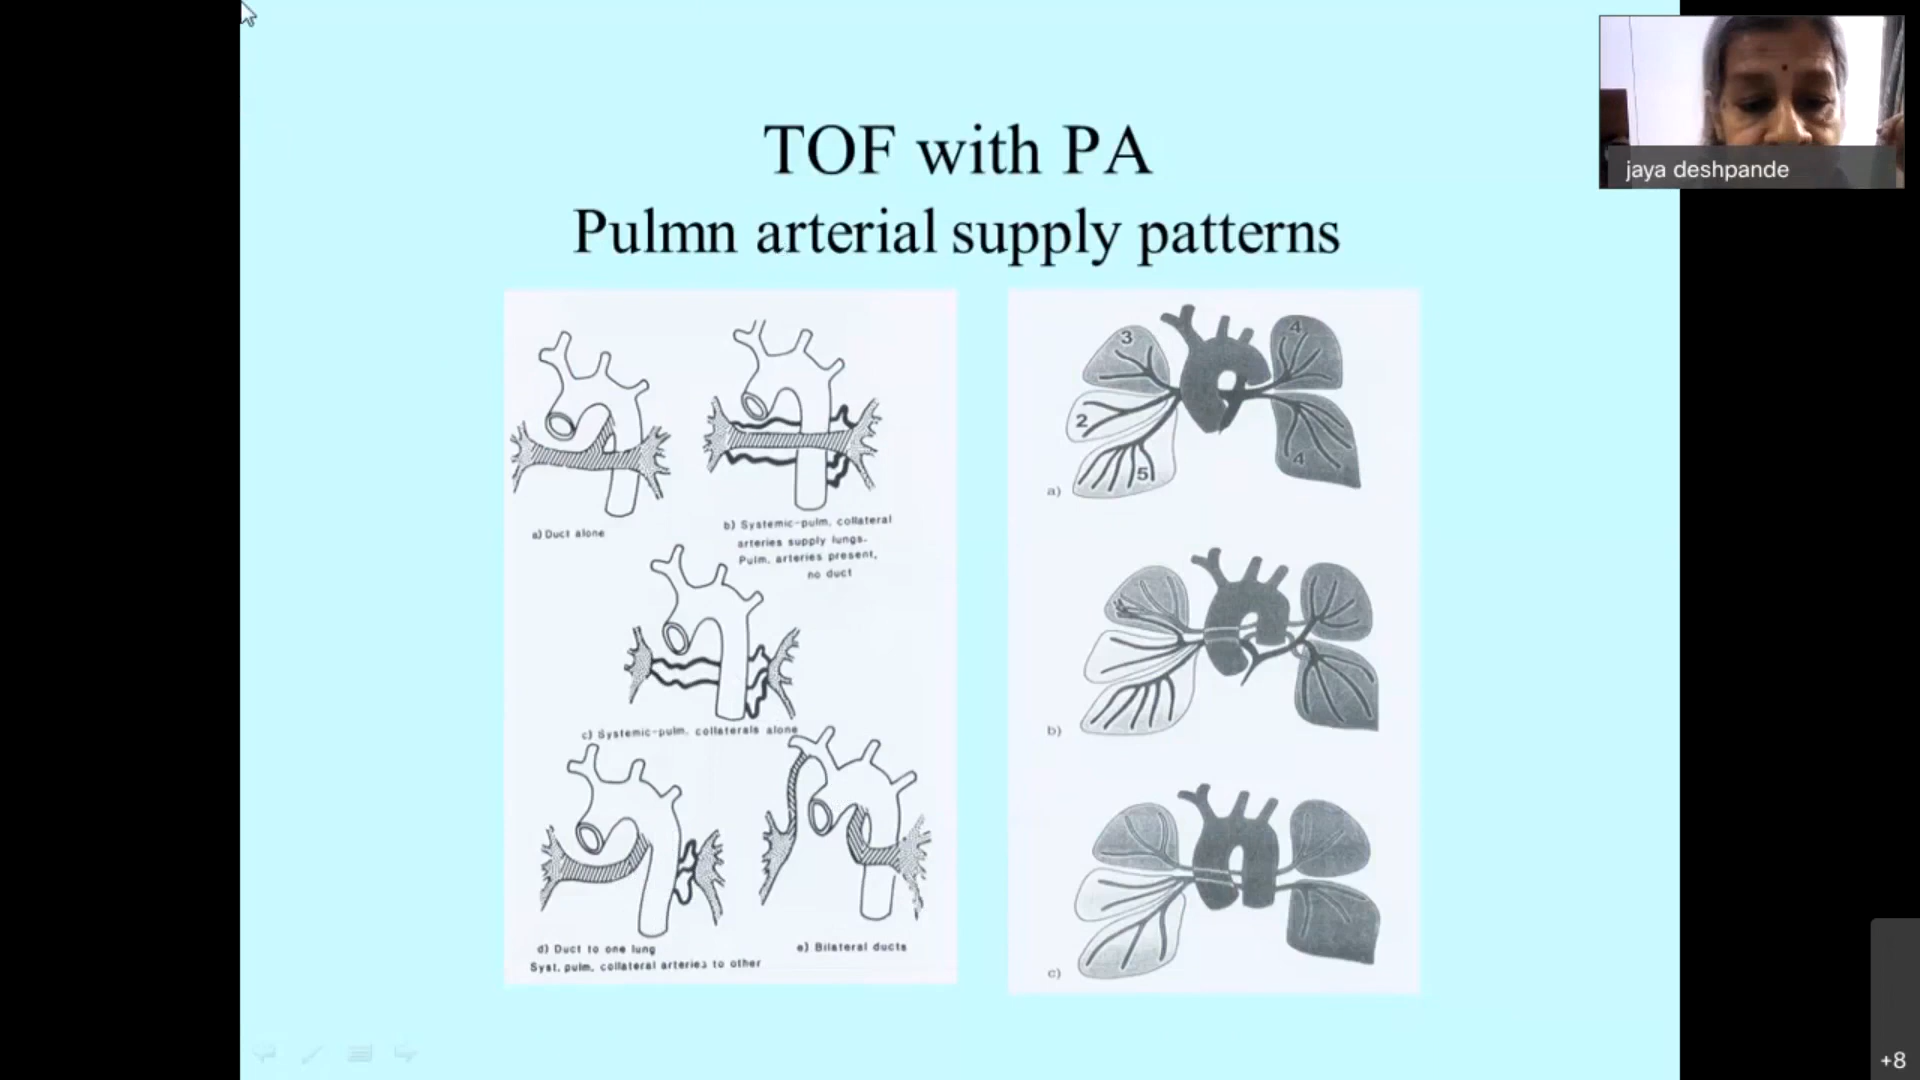 TOF with PA
Pulmn arterial supply patterns
jaya deshpande
a) Duct alone
b) Systemic-pulm. collateral
arteries supply lungs.
Pulm. arteries present,
no duct
c) Systemic-pulm. collaterals alone
d) Duct to one lung
Syst. pulm. collateral arteries to other
e) Bilateral ducts
3
4
2
5
4
a)
b)
c)
+8